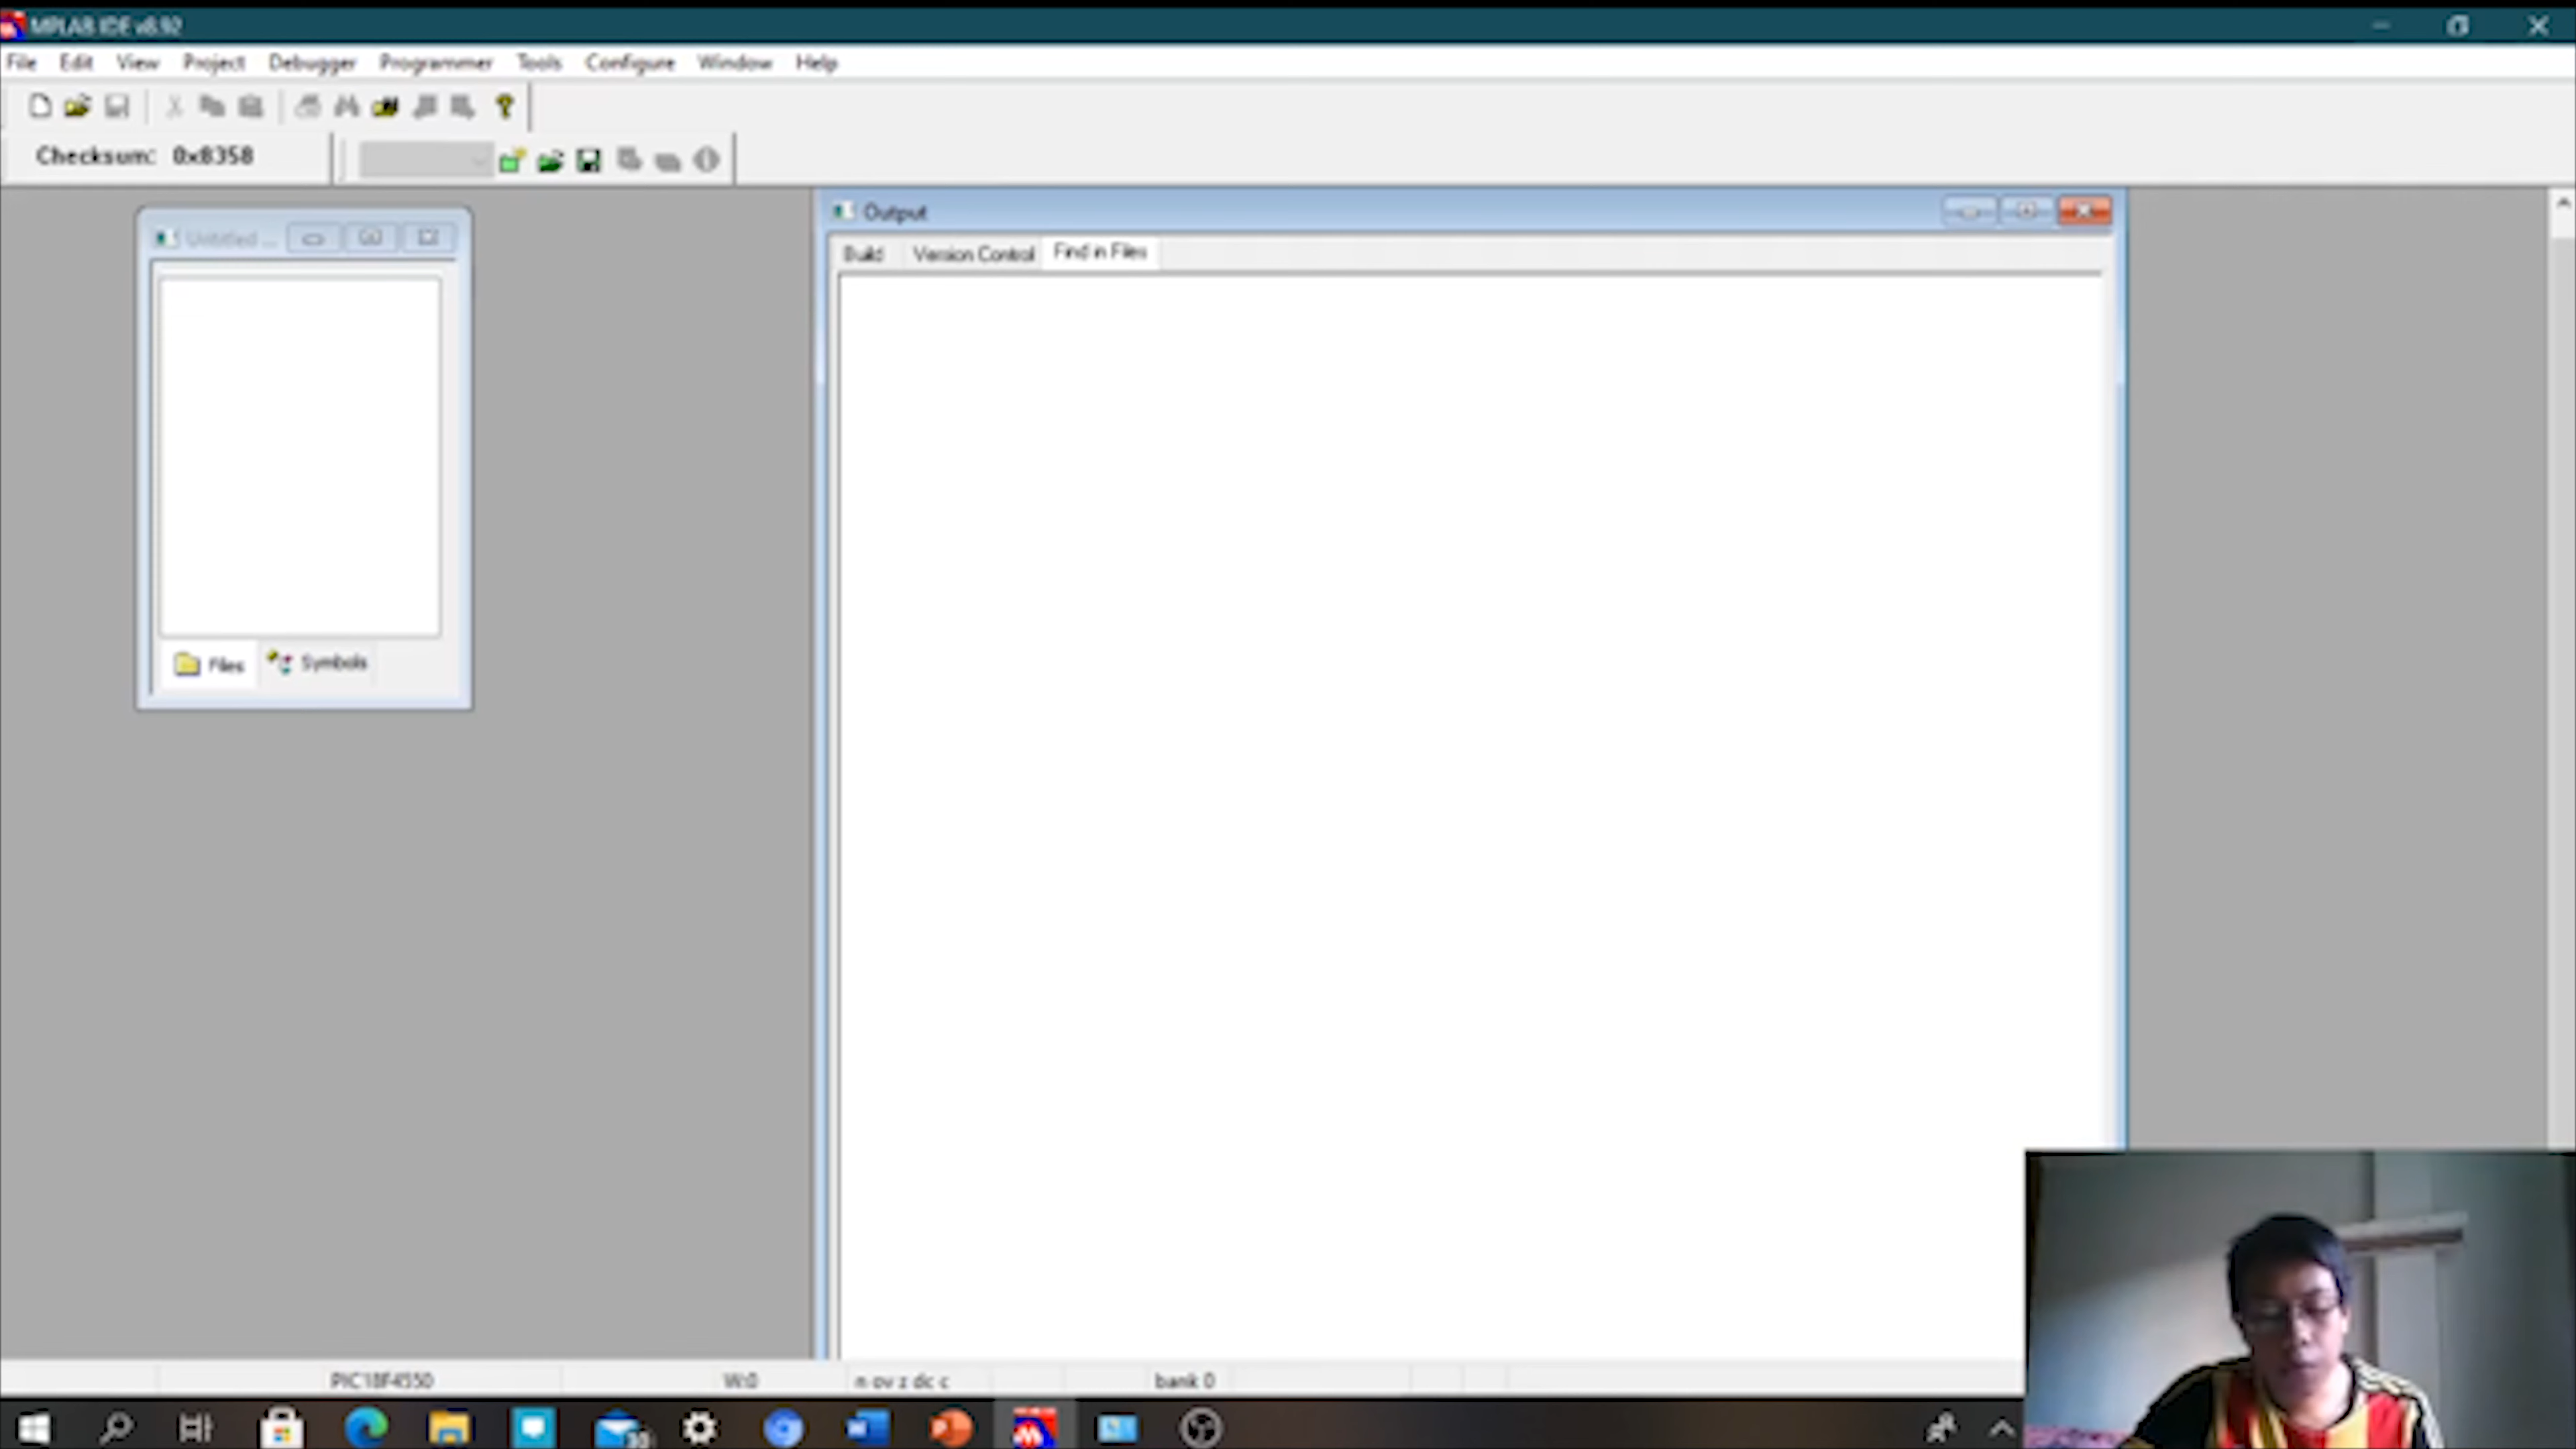 MPLAB IDE v8.92
File Edit View Project Debugger Programmer Tools Configure Window Help
Checksum: 0x8358
Untitled ...
Output
Build Version Control Find in Files
Files Symbols
PIC18F4550 W:0 n ov z dc c bank 0